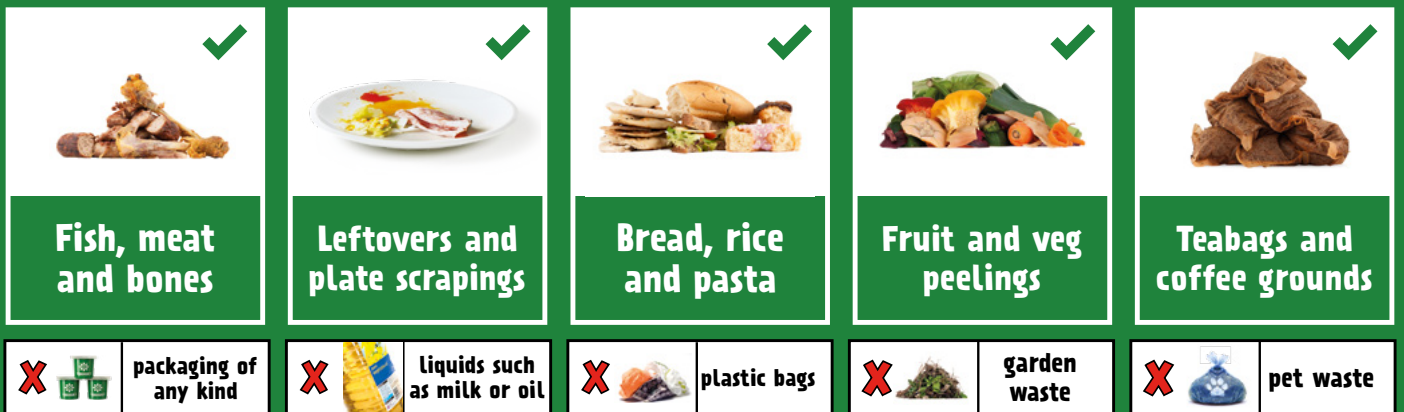 Fish, meat
and bones
Leftovers and
plate scrapings
Bread, rice
and pasta
Fruit and veg
peelings
Teabags and
coffee grounds
packaging of
any kind
liquids such
as milk or oil
plastic bags
garden
waste
pet waste